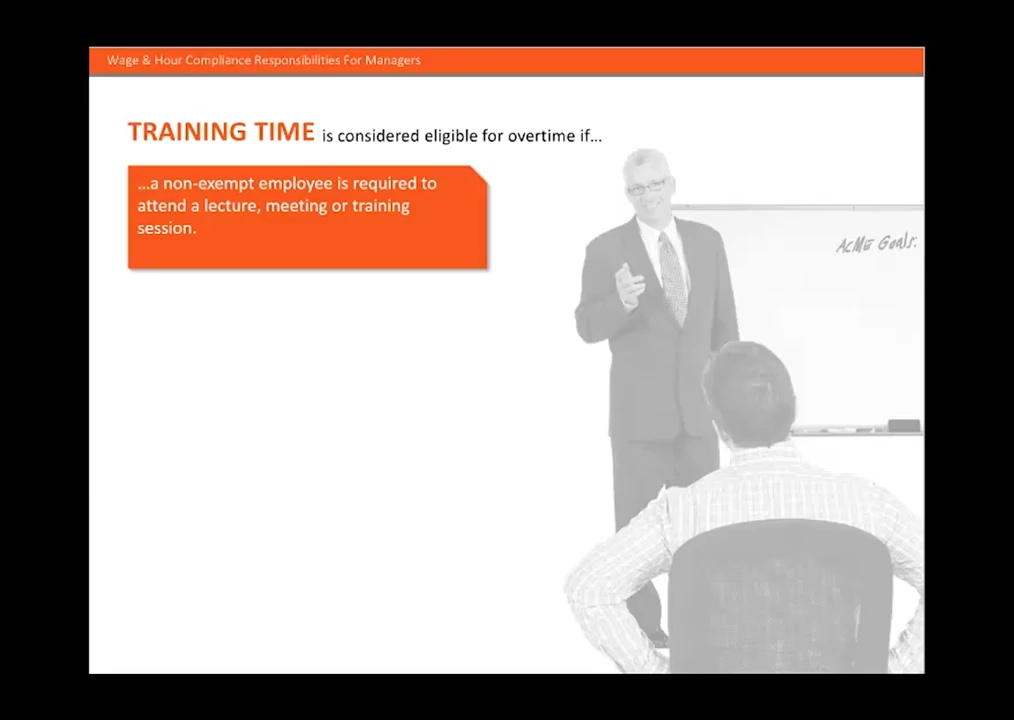 Wage & Hour Compliance Responsibilities For Managers
TRAINING TIME is considered eligible for overtime if...
...a non-exempt employee is required to
attend a lecture, meeting or training
session.
ACME Goals: